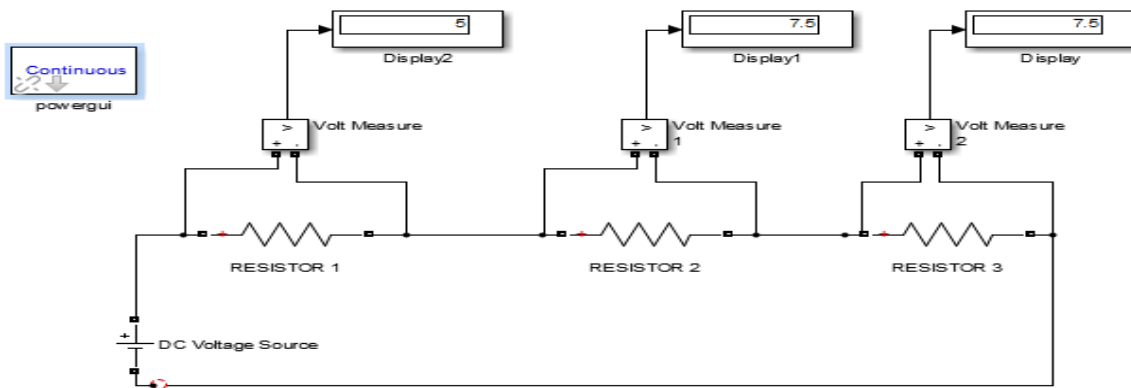 5
7.5
7.5
Display2
Display1
Display
Continuous
powergui
Volt Measure
Volt Measure
1
Volt Measure
2
+ -
+ -
+ -
RESISTOR 1
RESISTOR 2
RESISTOR 3
+
DC Voltage Source